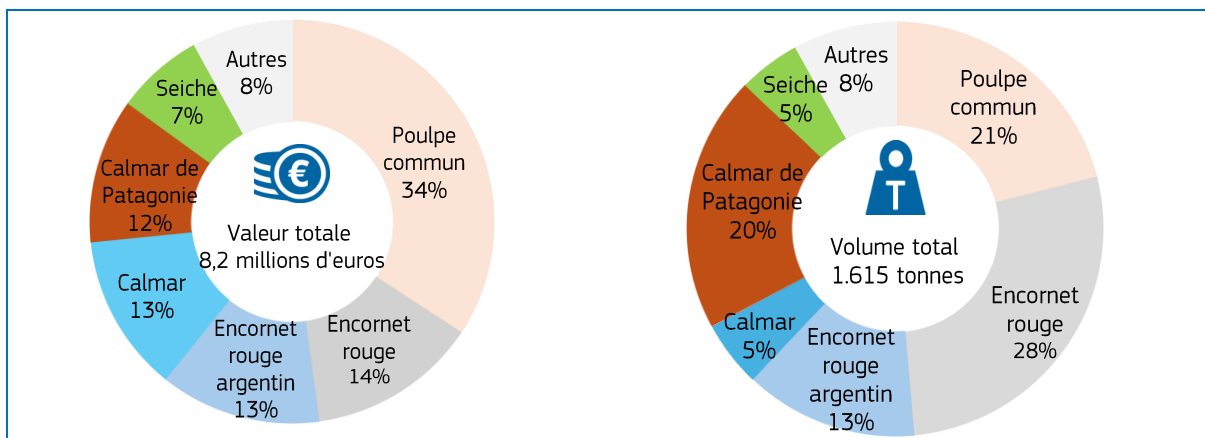 Autres
8%
Seiche
7%
Poulpe
commun
34%
Calmar de
Patagonie
12%
Valeur totale
8,2 millions d'euros
Calmar
13%
Encornet
rouge
argentin
13%
Encornet
rouge
14%
Autres
8%
Seiche
5%
Poulpe
commun
21%
Calmar de
Patagonie
20%
T
Volume total
1.615 tonnes
Calmar
5%
Encornet
rouge
argentin
13%
Encornet
rouge
28%